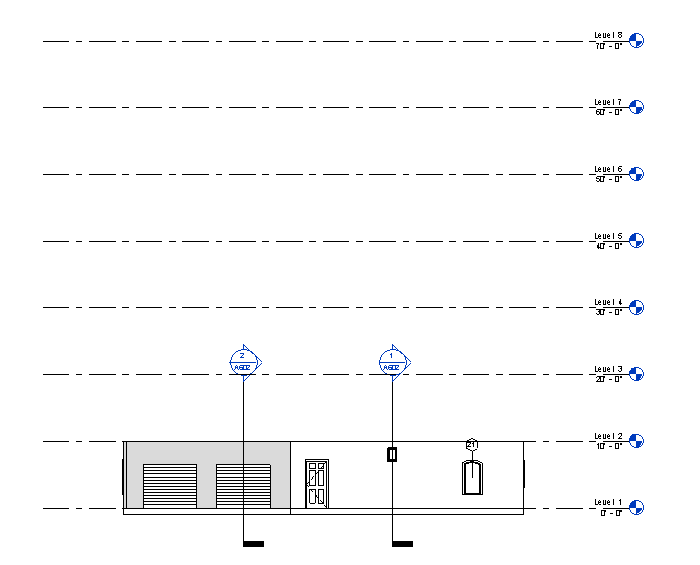 Level 8
70' - 0"
Level 7
60' - 0"
Level 6
50' - 0"
Level 5
40' - 0"
Level 4
30' - 0"
2
A602
1
A602
Level 3
20' - 0"
Level 2
10' - 0"
21
Level 1
0' - 0"